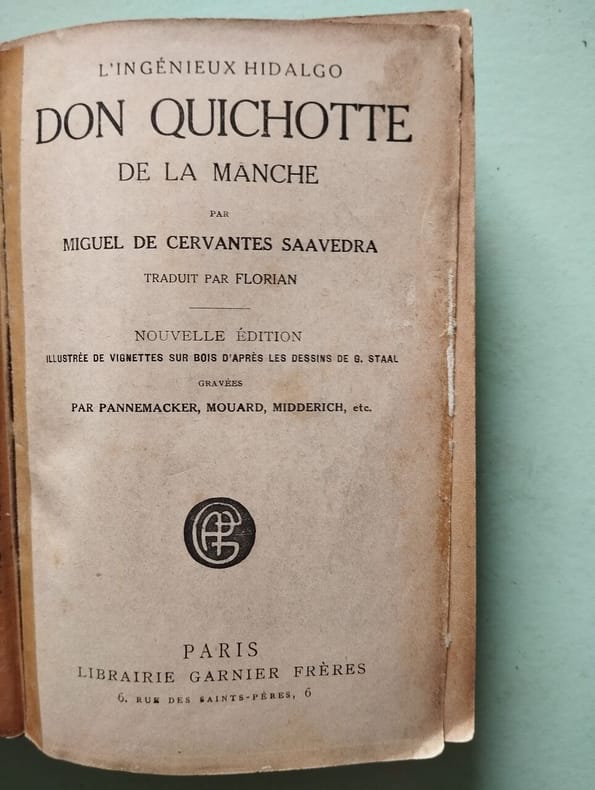 L'INGÉNIEUX HIDALGO
DON QUICHOTTE
DE LA MANCHE
PAR
MIGUEL DE CERVANTES SAAVEDRA
TRADUIT PAR FLORIAN
NOUVELLE ÉDITION
ILLUSTRÉE DE VIGNETTES SUR BOIS D'APRÈS LES DESSINS DE G. STAAL
GRAVÉES
PAR PANNEMACKER, MOUARD, MIDDERICH, etc.
PARIS
LIBRAIRIE GARNIER FRÈRES
6, RUE DES SAINTS-PÈRES, 6